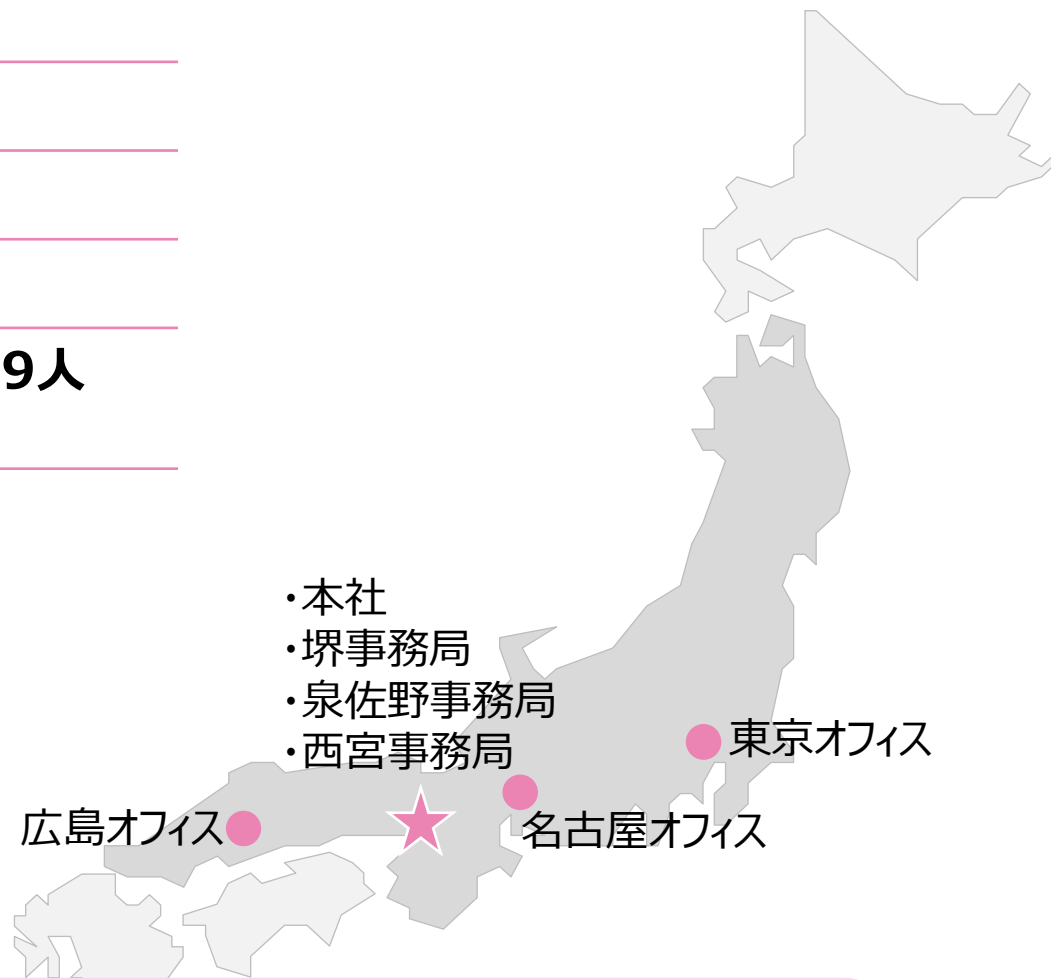 9人
・本社
・堺事務局
・泉佐野事務局
・西宮事務局
東京オフィス
広島オフィス
名古屋オフィス